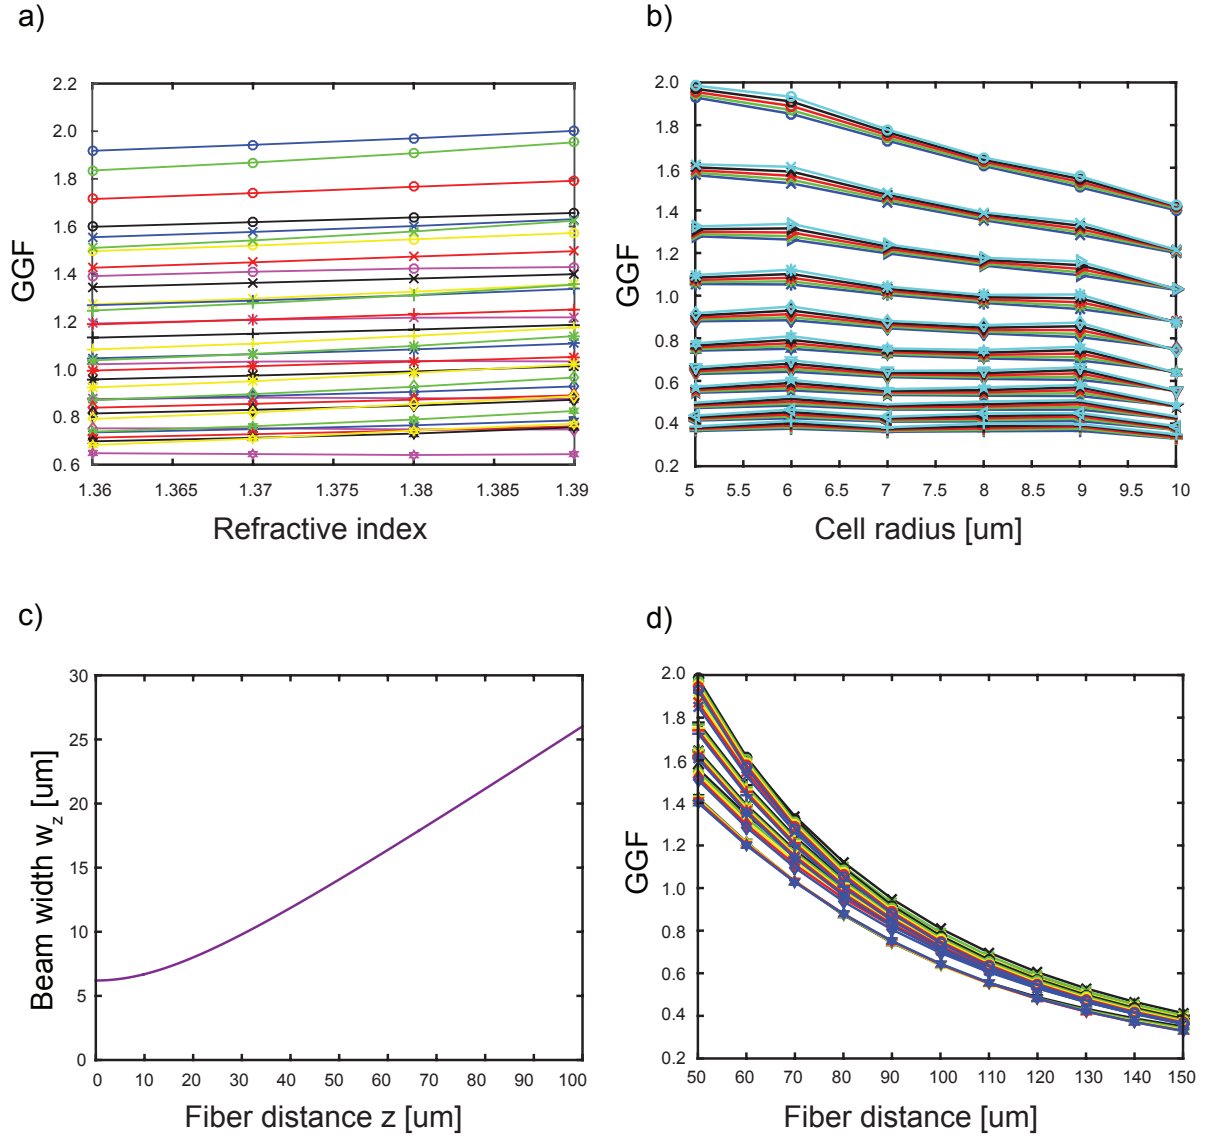 a)
b)
2.2
2.0
1.8
1.6
1.4
1.2
1.0
0.8
0.6
GGF
1.36 1.365 1.37 1.375 1.38 1.385 1.39
Refractive index
2.0
1.8
1.6
1.4
1.2
1.0
0.8
0.6
0.4
0.2
GGF
5 5.5 6 6.5 7 7.5 8 8.5 9 9.5 10
Cell radius [um]
c)
d)
30
25
20
15
10
5
0
Beam width w_z [um]
0 10 20 30 40 50 60 70 80 90 100
Fiber distance z [um]
2.0
1.8
1.6
1.4
1.2
1.0
0.8
0.6
0.4
0.2
GGF
50 60 70 80 90 100 110 120 130 140 150
Fiber distance [um]